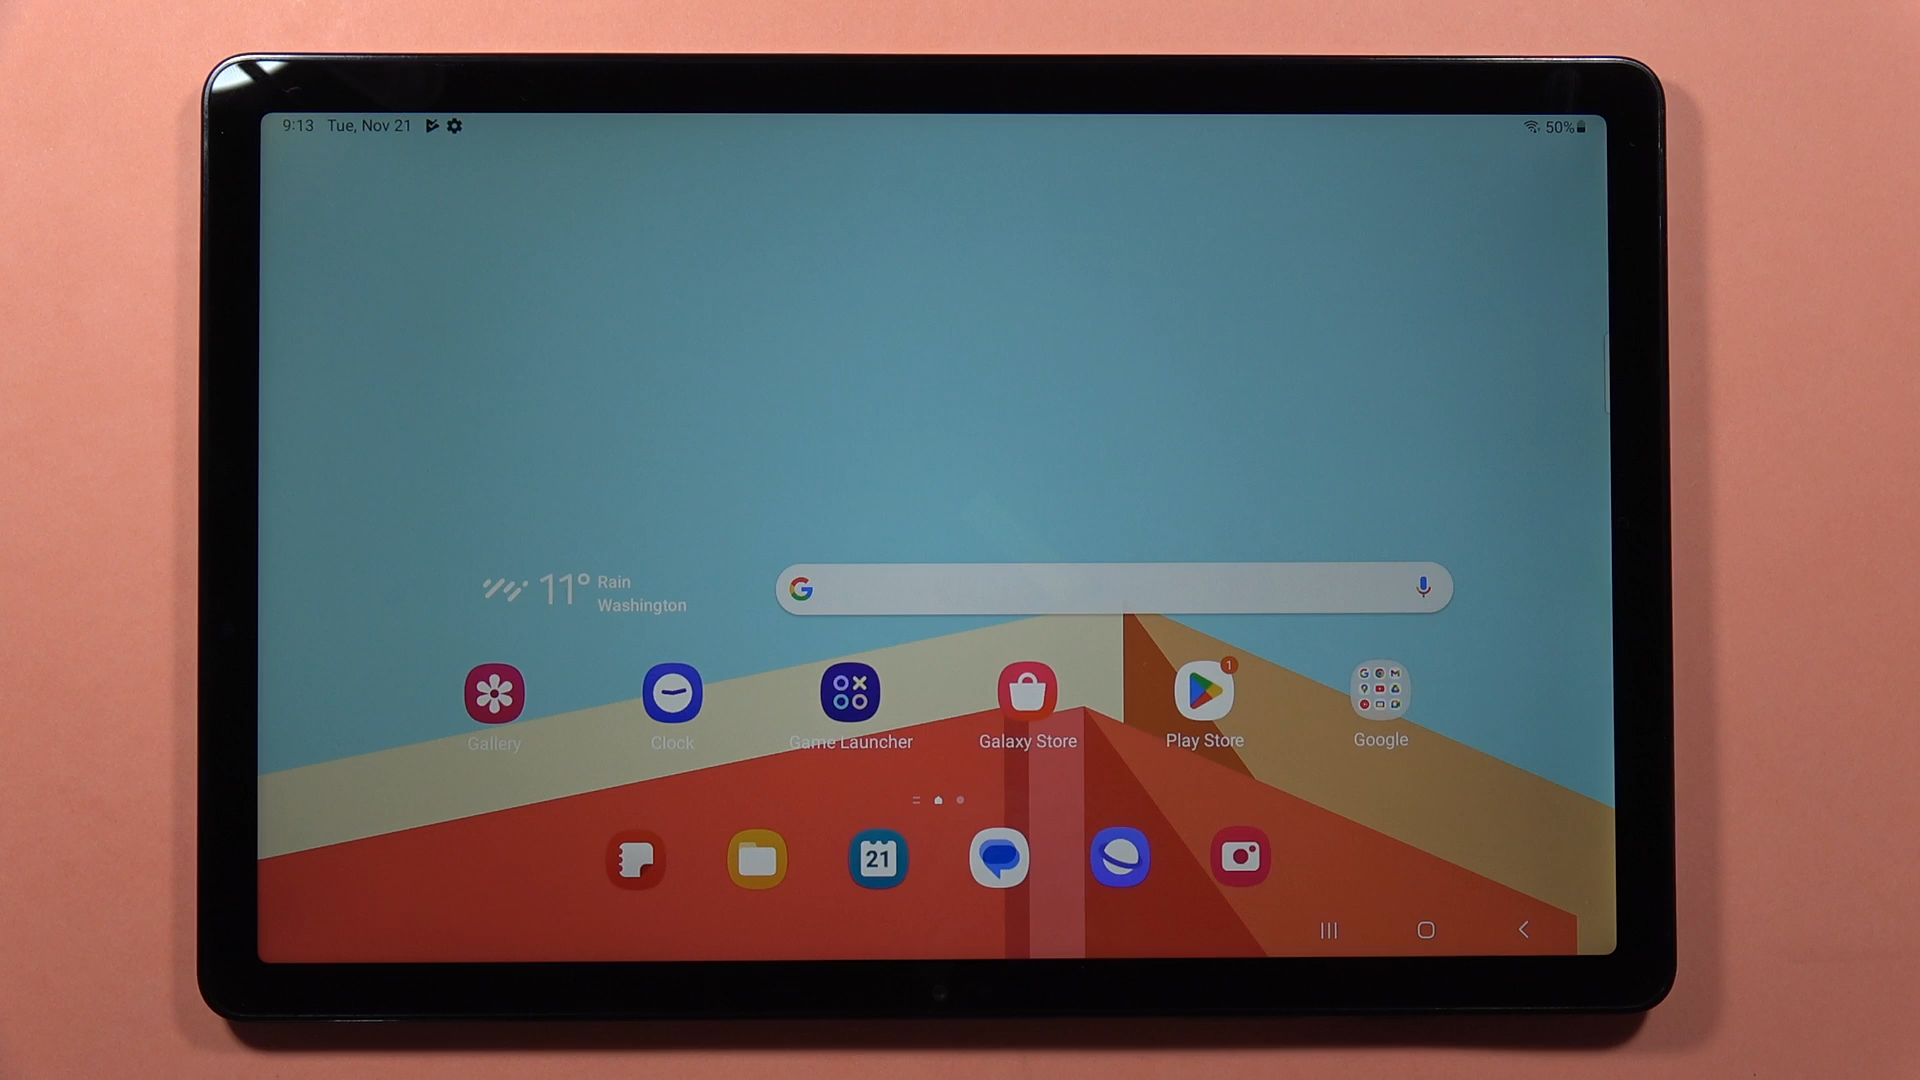 9:13 Tue, Nov 21
50%
11° Rain
Washington
G
1
Gallery
Clock
Game Launcher
Galaxy Store
Play Store
Google
21